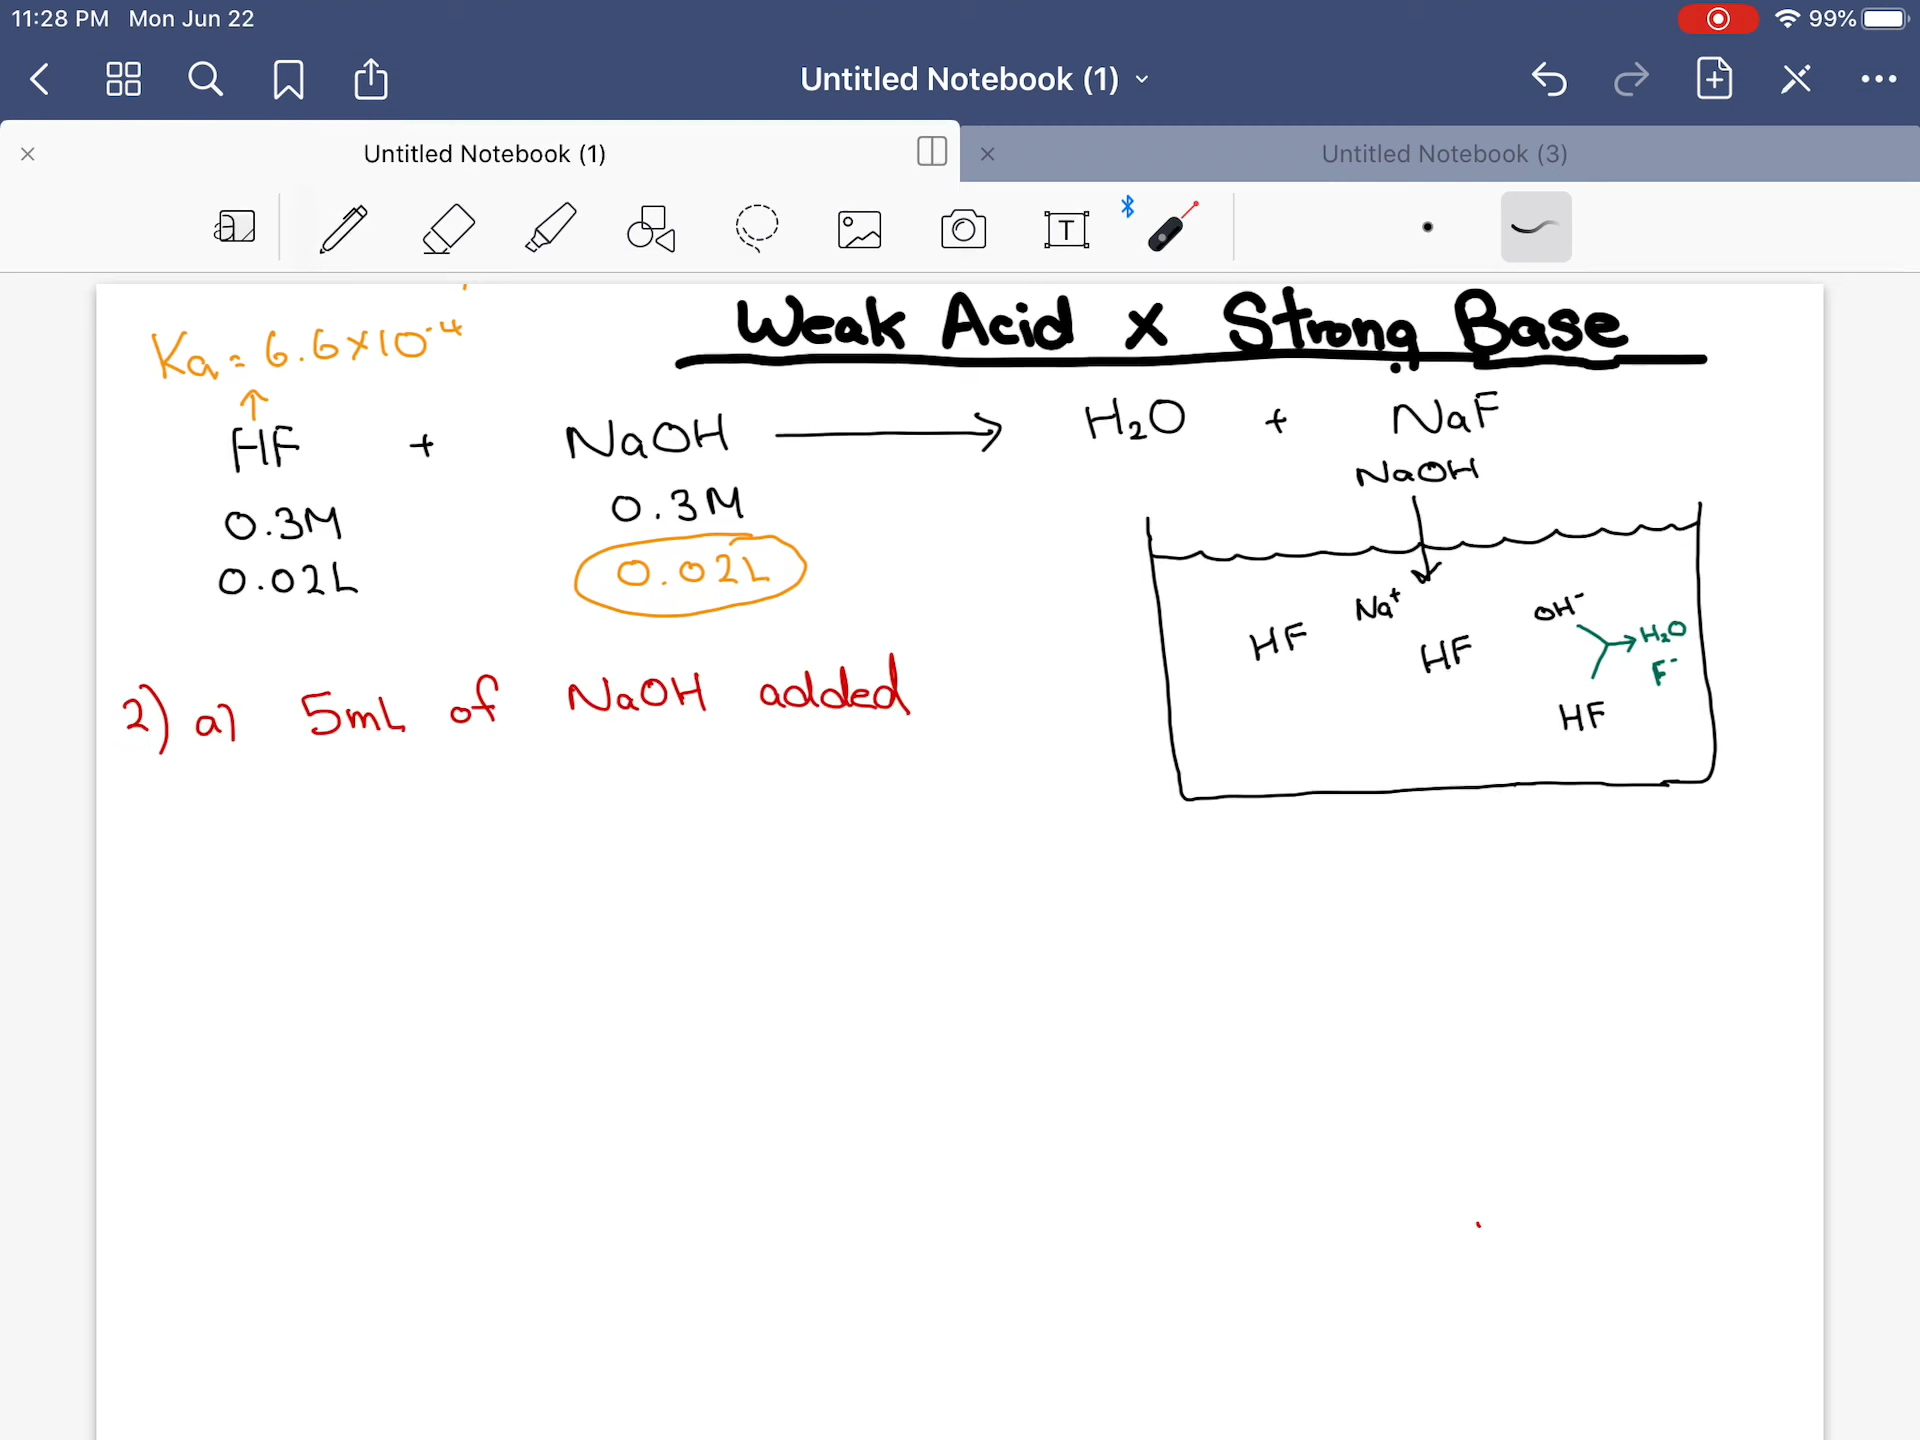 11:28 PM Mon Jun 22
99%
Untitled Notebook (1)
Untitled Notebook (1)
Untitled Notebook (3)
Weak Acid x Strong Base
Ka = 6.6x10⁻⁴
↑
HF + NaOH → H₂O + NaF
0.3M 0.3M
0.02L 0.02L
NaOH
Na⁺ OH⁻
HF HF → H₂O
F⁻
HF
2) a) 5mL of NaOH added